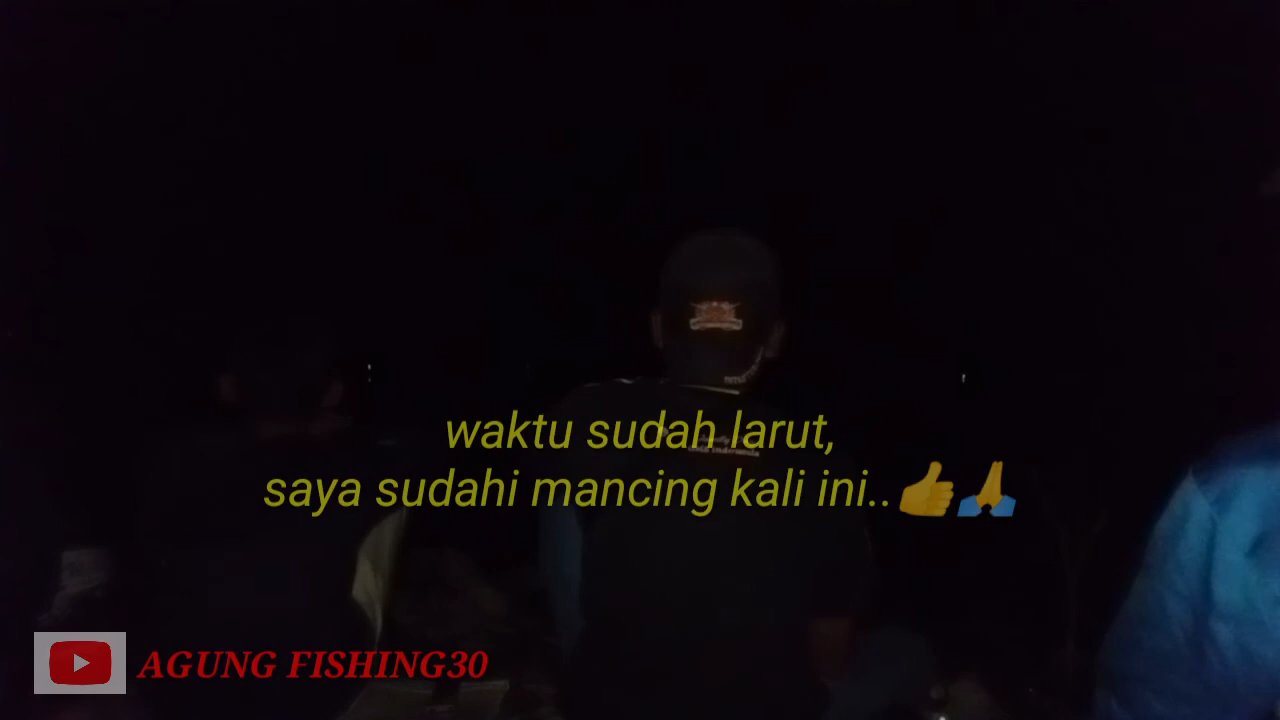 waktu sudah larut,
saya sudahi mancing kali ini..👍🙏
AGUNG FISHING30